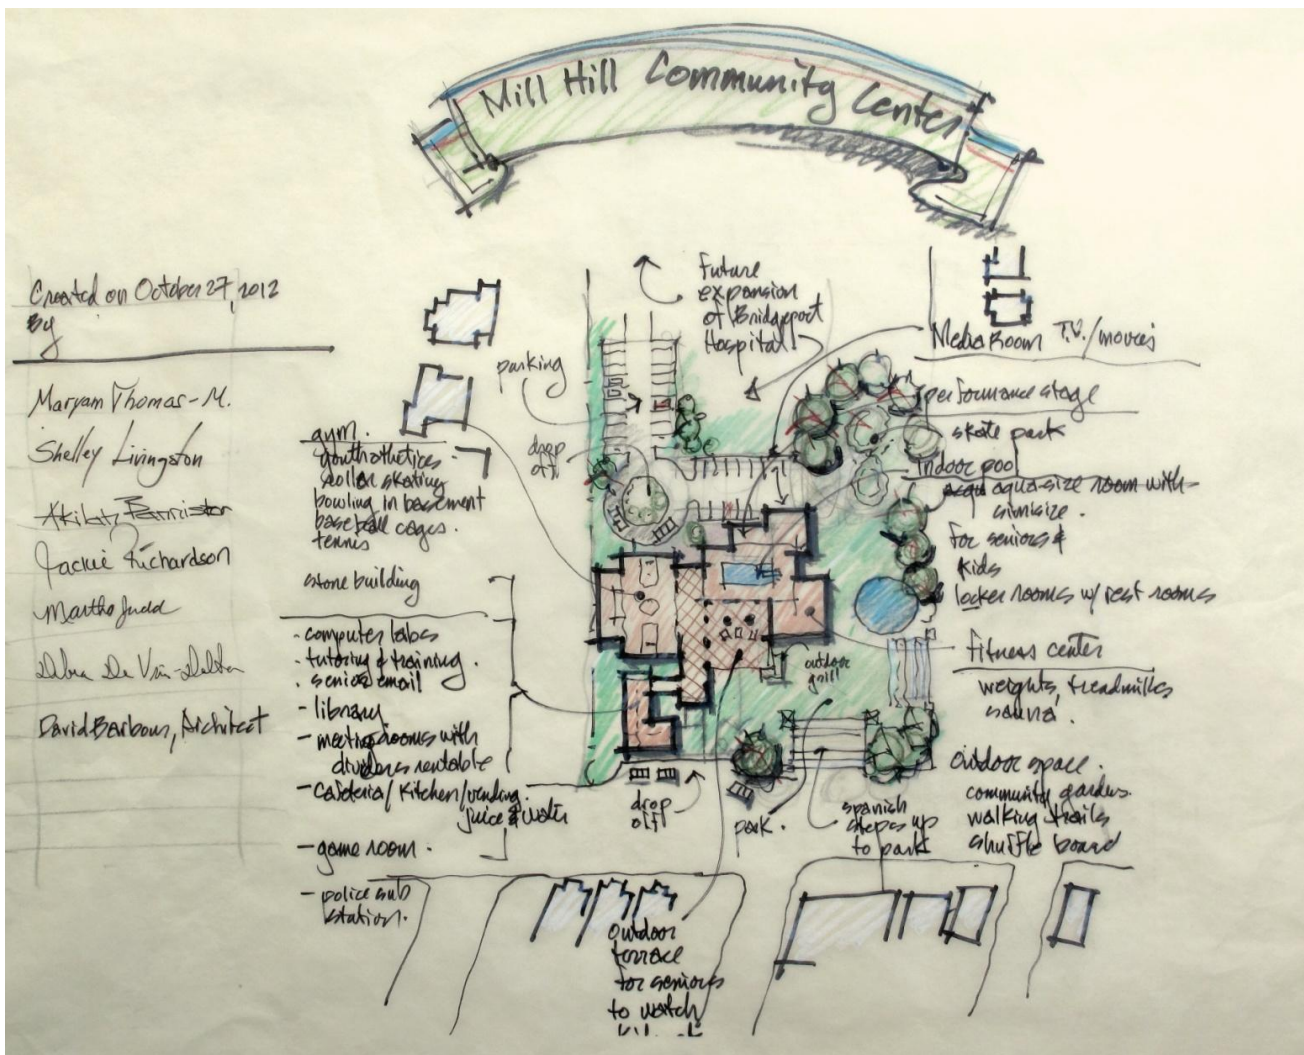 Mill Hill Community Center
Created on October 27, 2012
By
Maryam Thomas-M.
Shelley Livingston
Jackie Richardson
Martha Judd
David Barbour, Architect
parking
drop
off
Future
expansion
of Bridgeport
Hospital
Media Room T.V./movies
performance stage
skate park
indoor pool
aqua-size room with
simisize.
for seniors &
kids
locker rooms w/ rest rooms
fitness center
weights, treadmills
sauna.
outdoor space.
community gardens.
walking trails
shuffle board
gym.
youth athetics
roller skating
bowling in basement
baseball cages.
tennis
stone building
- computer labs
- tutoring & training.
- senior email
- library
- meeting rooms with
dividers rentable
- Cafeteria/Kitchen/vending.
juice & water
- game room.
- police sub
station.
outdoor
grill
drop
off
park.
spanish
steps up
to park
outdoor
terrace
for seniors
to watch